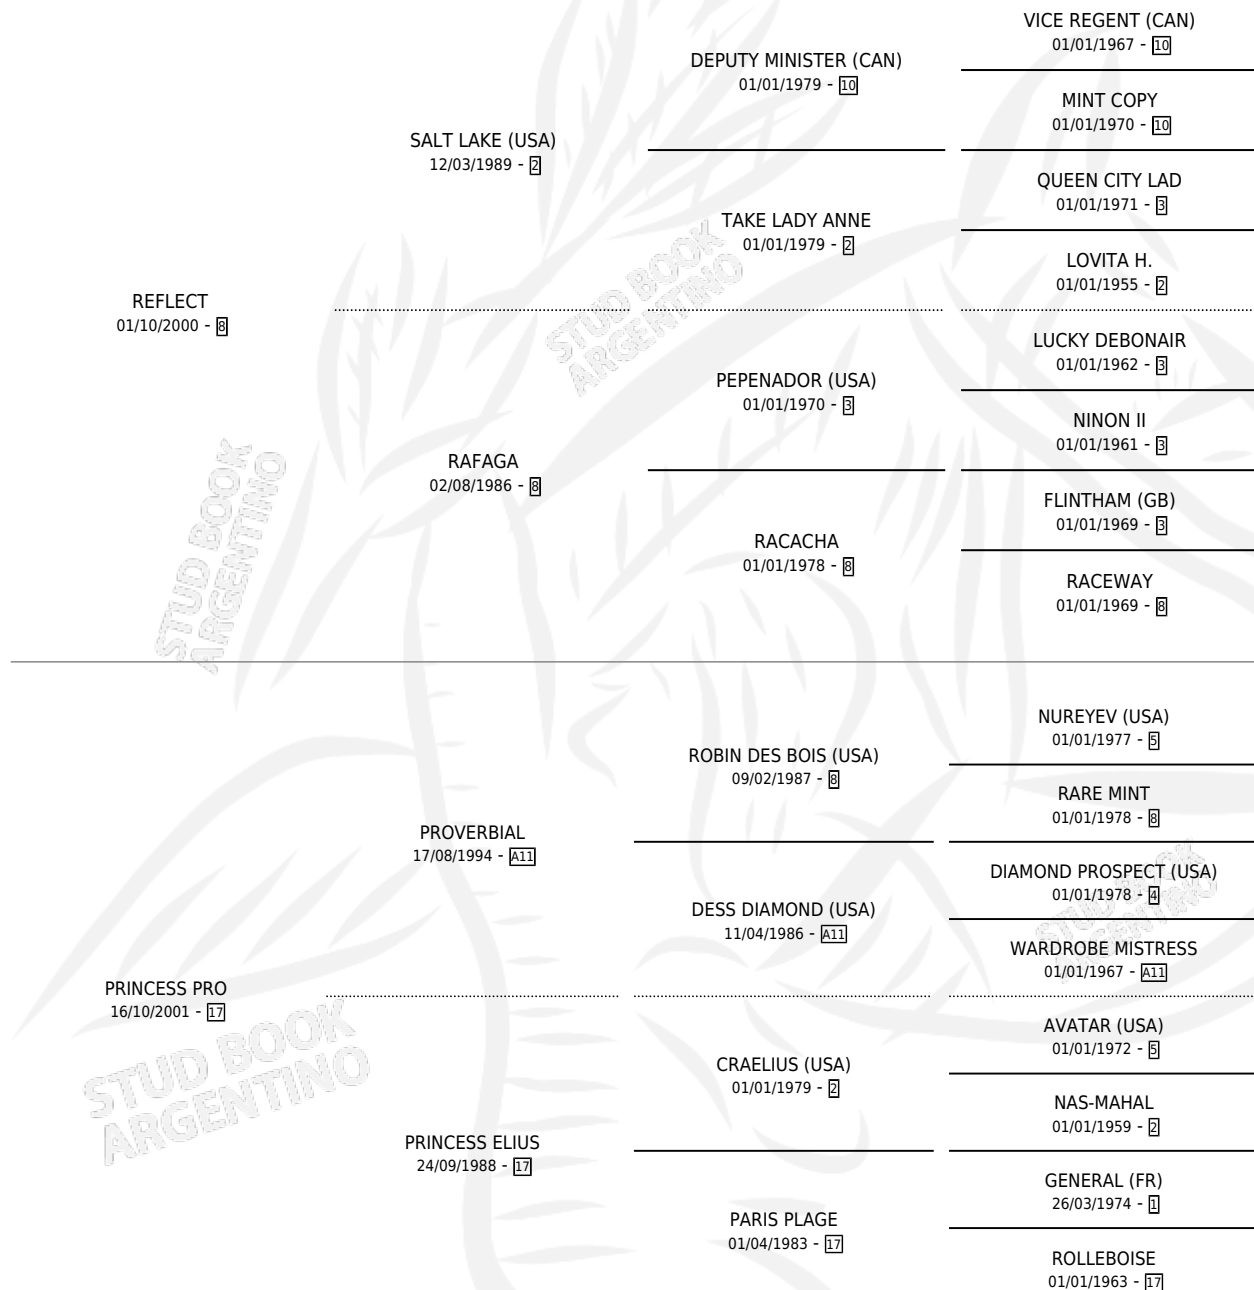 VICE REGENT (CAN)
01/01/1967 - 10
DEPUTY MINISTER (CAN)
01/01/1979 - 10
MINT COPY
01/01/1970 - 10
SALT LAKE (USA)
12/03/1989 - 2
QUEEN CITY LAD
01/01/1971 - 3
TAKE LADY ANNE
01/01/1979 - 2
LOVITA H.
01/01/1955 - 2
REFLECT
01/10/2000 - 8
LUCKY DEBONAIR
01/01/1962 - 3
PEPENADOR (USA)
01/01/1970 - 3
NINON II
01/01/1961 - 3
RAFAGA
02/08/1986 - 8
FLINTHAM (GB)
01/01/1969 - 3
RACACHA
01/01/1978 - 8
RACEWAY
01/01/1969 - 8
NUREYEV (USA)
01/01/1977 - 5
ROBIN DES BOIS (USA)
09/02/1987 - 8
RARE MINT
01/01/1978 - 8
PROVERBIAL
17/08/1994 - A11
DIAMOND PROSPECT (USA)
01/01/1978 - 4
DESS DIAMOND (USA)
11/04/1986 - A11
WARDROBE MISTRESS
01/01/1967 - A11
PRINCESS PRO
16/10/2001 - 17
AVATAR (USA)
01/01/1972 - 5
CRAELIUS (USA)
01/01/1979 - 2
NAS-MAHAL
01/01/1959 - 2
PRINCESS ELIUS
24/09/1988 - 17
GENERAL (FR)
26/03/1974 - 1
PARIS PLAGE
01/04/1983 - 17
ROLLEBOISE
01/01/1963 - 17
STUD BOOK
ARGENTINO
STUD BOOK
ARGENTINO
STUD BOOK
ARGENTINO
STUD BOOK
ARGENTINO